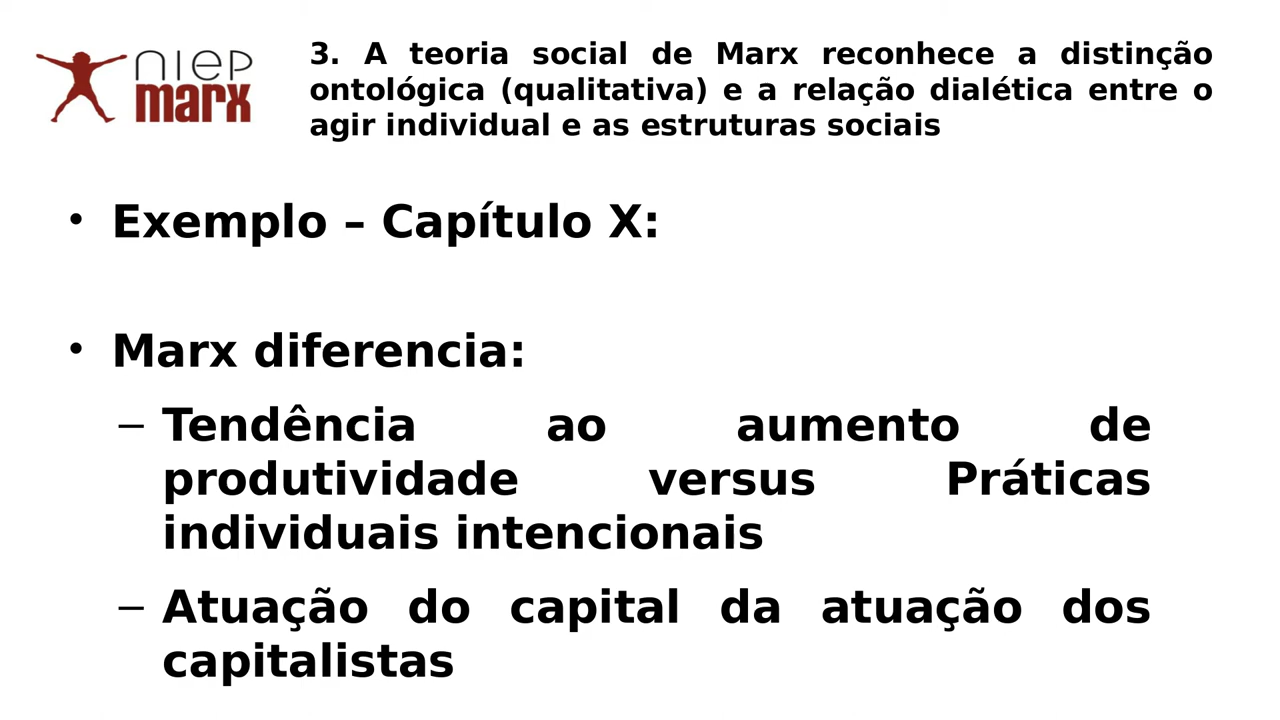 niep
marx
3. A teoria social de Marx reconhece a distinção
ontológica (qualitativa) e a relação dialética entre o
agir individual e as estruturas sociais
• Exemplo – Capítulo X:
• Marx diferencia:
– Tendência ao aumento de
produtividade versus Práticas
individuais intencionais
– Atuação do capital da atuação dos
capitalistas